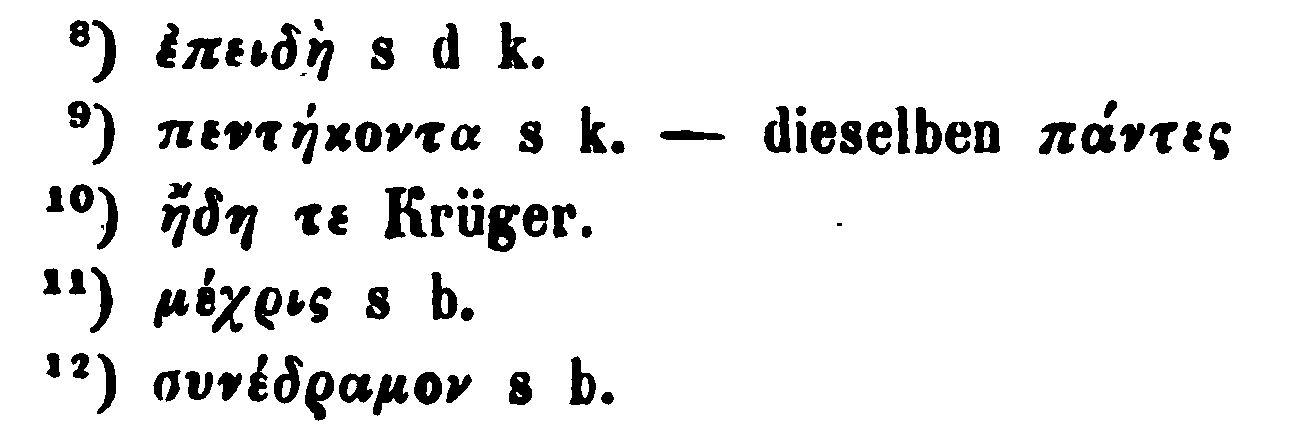 ⁸) ἐπειδὴ s d k.
⁹) πεντήκοντα s k. — dieselben πάντες
¹⁰) ἤδη τε Krüger.
¹¹) μέχρις s b.
¹²) συνέδραμον s b.